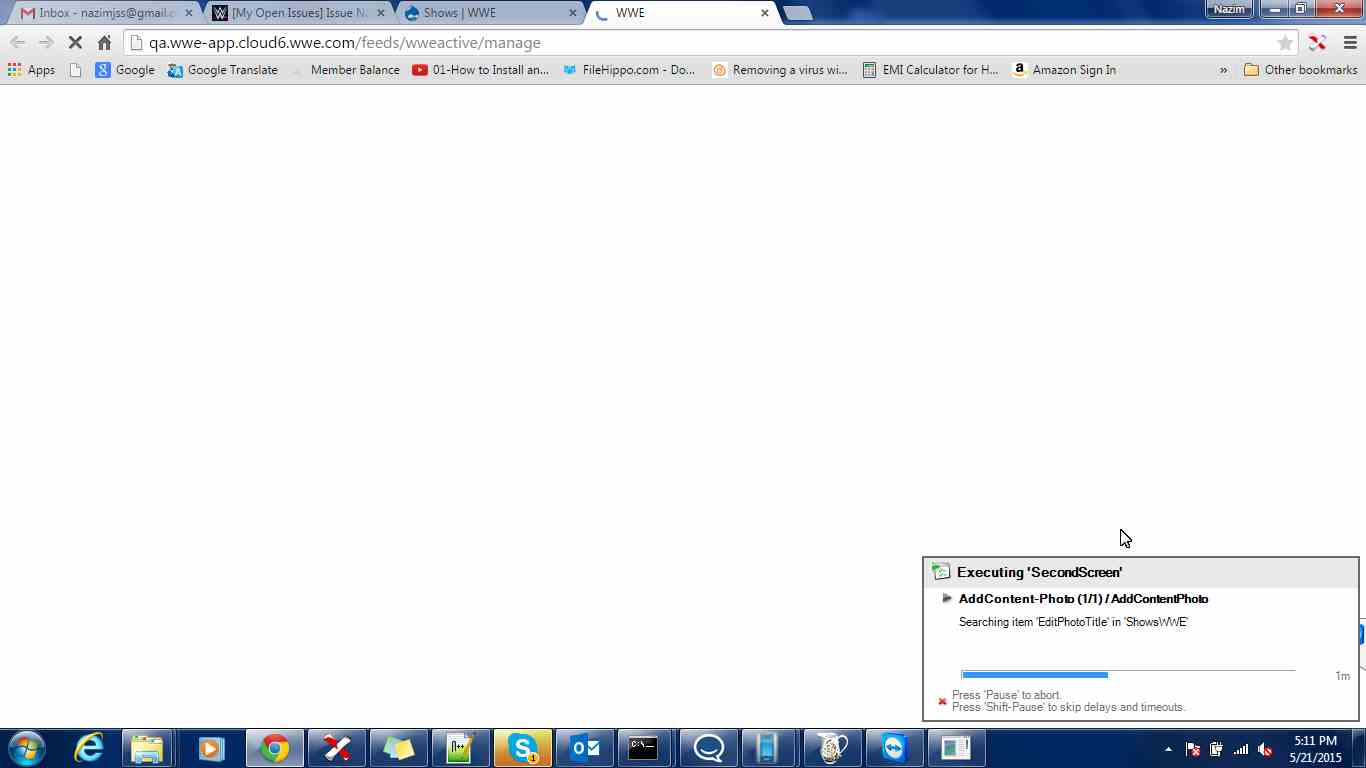 Inbox - nazimjss@gmail.c
[My Open Issues] Issue Na
Shows | WWE
WWE
Nazim
qa.wwe-app.cloud6.wwe.com/feeds/wweactive/manage
Apps
Google
Google Translate
Member Balance
01-How to Install an...
FileHippo.com - Do...
Removing a virus wi...
EMI Calculator for H...
Amazon Sign In
»
Other bookmarks
Executing 'SecondScreen'
AddContent-Photo (1/1) / AddContentPhoto
Searching item 'EditPhotoTitle' in 'ShowsWWE'
1m
Press 'Pause' to abort.
Press 'Shift-Pause' to skip delays and timeouts.
5:11 PM
5/21/2015